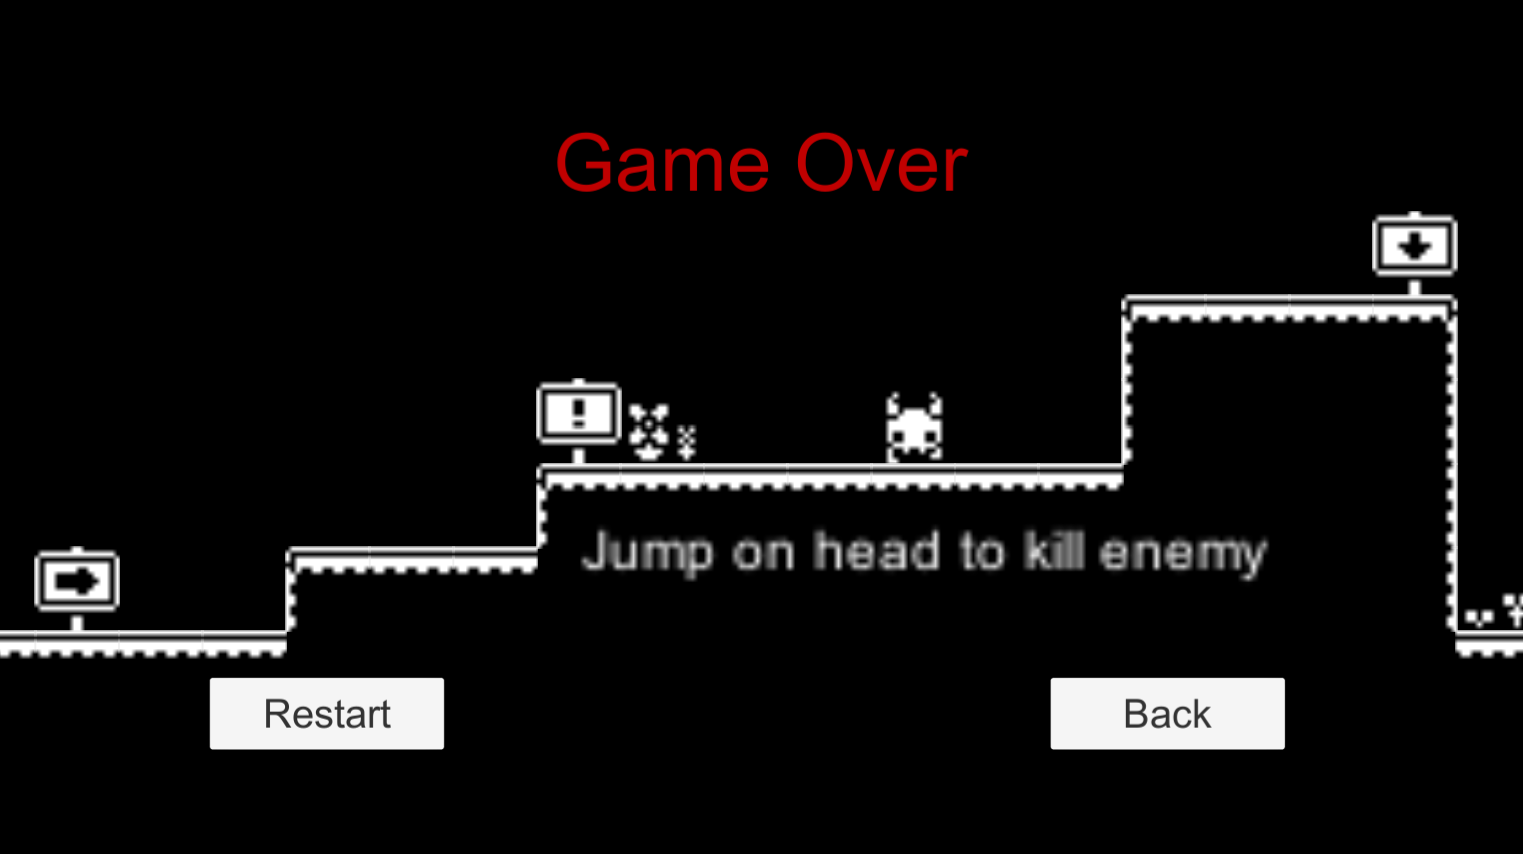 Game Over
!
Jump on head to kill enemy
Restart
Back